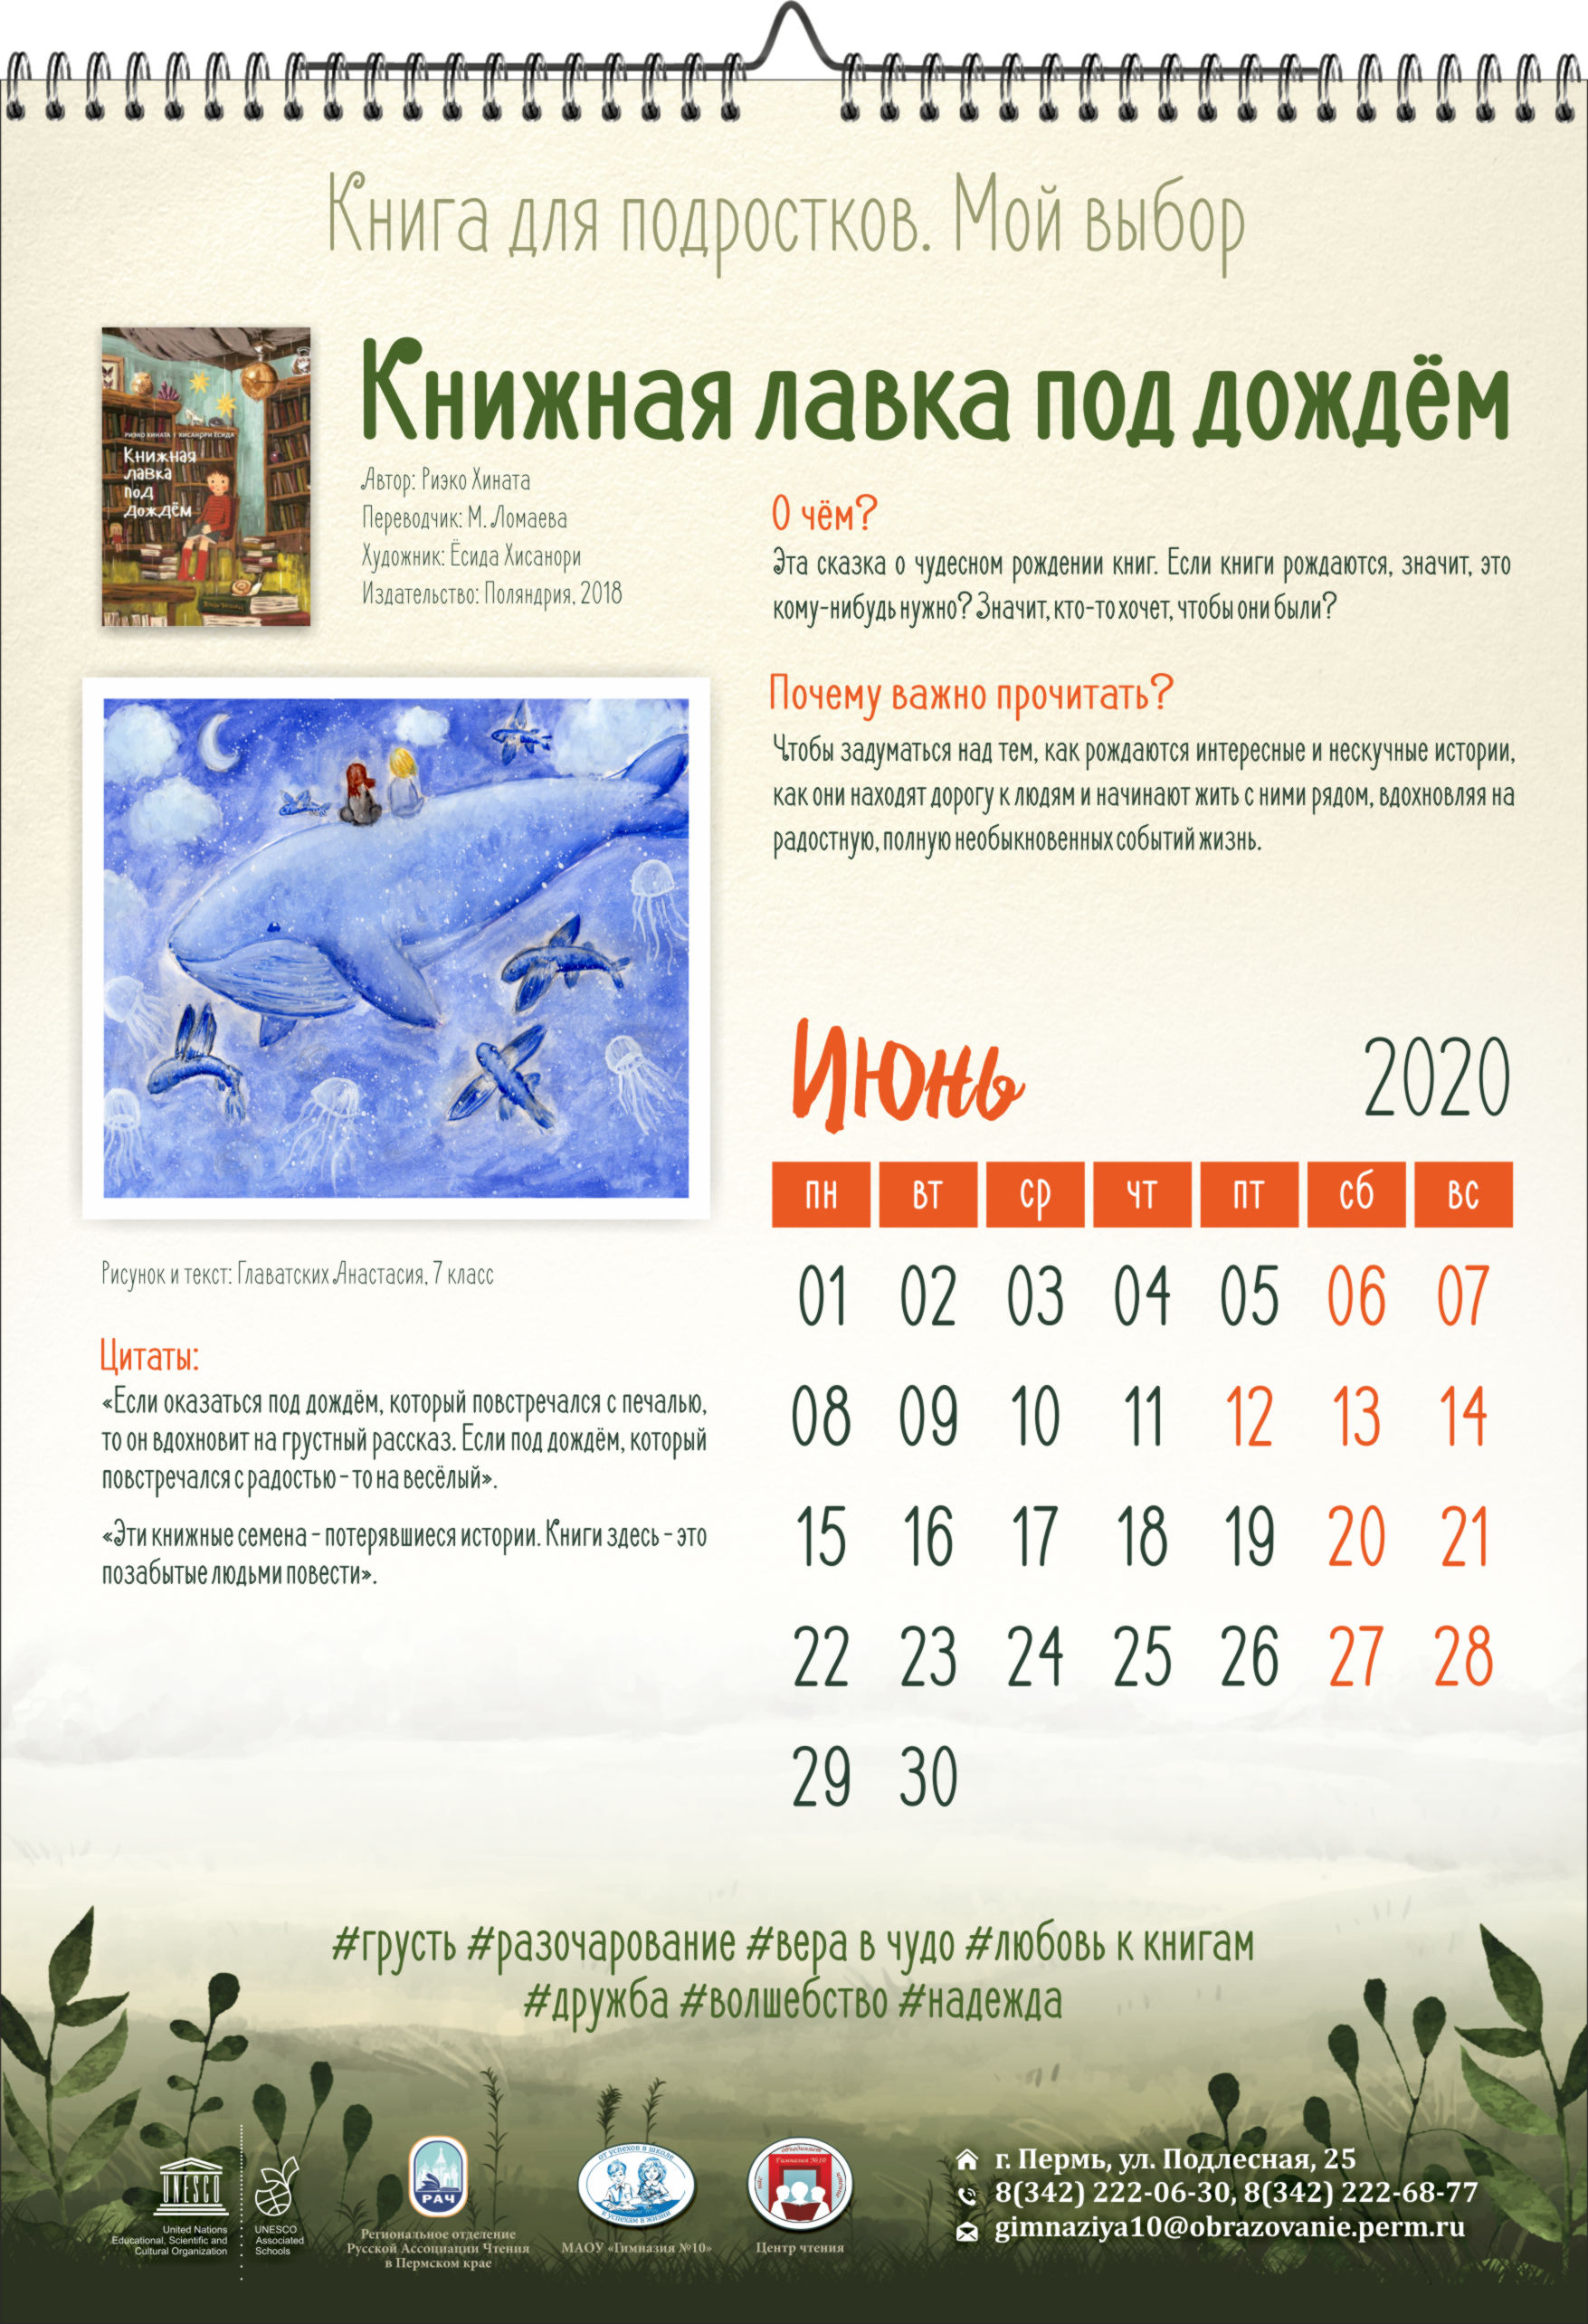 Книга для подростков. Мой выбор
Книжная лавка под дождём
РИЭКО ХИНАТА / ХИСАНОРИ ЁСИДА
Книжная
лавка
под
дождём
Автор: Риэко Хината
Переводчик: М. Ломаева
Художник: Ёсида Хисанори
Издательство: Поляндрия, 2018
О чём?
Эта сказка о чудесном рождении книг. Если книги рождаются, значит, это
кому-нибудь нужно? Значит, кто-то хочет, чтобы они были?
Почему важно прочитать?
Чтобы задуматься над тем, как рождаются интересные и нескучные истории,
как они находят дорогу к людям и начинают жить с ними рядом, вдохновляя на
радостную, полную необыкновенных событий жизнь.
Рисунок и текст: Главатских Анастасия, 7 класс
Цитаты:
«Если оказаться под дождём, который повстречался с печалью,
то он вдохновит на грустный рассказ. Если под дождём, который
повстречался с радостью – то на весёлый».
«Эти книжные семена – потерявшиеся истории. Книги здесь – это
позабытые людьми повести».
Июнь 2020
пн вт ср чт пт сб вс
01 02 03 04 05 06 07
08 09 10 11 12 13 14
15 16 17 18 19 20 21
22 23 24 25 26 27 28
29 30
#грусть #разочарование #вера в чудо #любовь к книгам
#дружба #волшебство #надежда
UNESCO
United Nations
Educational, Scientific and
Cultural Organization
UNESCO
Associated
Schools
РАЧ
Региональное отделение
Русской Ассоциации Чтения
в Пермском крае
от успехов в школе
к успехам в жизни
МАОУ «Гимназия №10»
объединяет
Гимназия №10
Центр чтения
г. Пермь, ул. Подлесная, 25
8(342) 222-06-30, 8(342) 222-68-77
gimnaziya10@obrazovanie.perm.ru